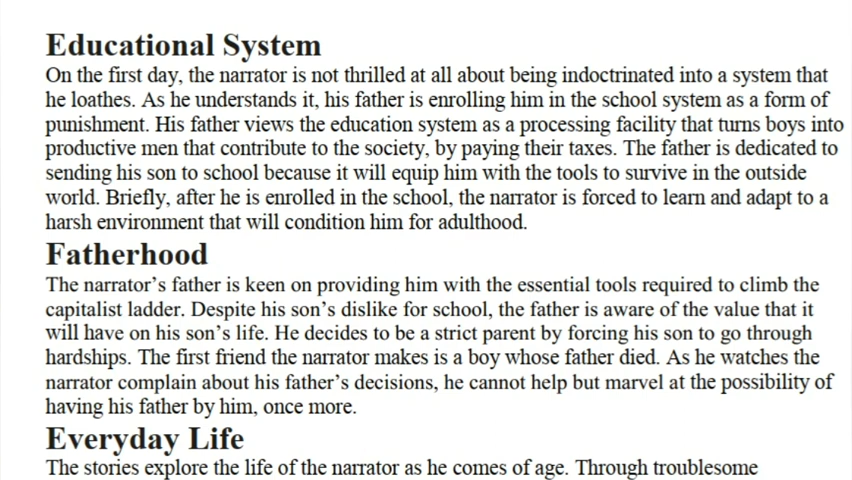 Educational System
On the first day, the narrator is not thrilled at all about being indoctrinated into a system that
he loathes. As he understands it, his father is enrolling him in the school system as a form of
punishment. His father views the education system as a processing facility that turns boys into
productive men that contribute to the society, by paying their taxes. The father is dedicated to
sending his son to school because it will equip him with the tools to survive in the outside
world. Briefly, after he is enrolled in the school, the narrator is forced to learn and adapt to a
harsh environment that will condition him for adulthood.
Fatherhood
The narrator’s father is keen on providing him with the essential tools required to climb the
capitalist ladder. Despite his son’s dislike for school, the father is aware of the value that it
will have on his son’s life. He decides to be a strict parent by forcing his son to go through
hardships. The first friend the narrator makes is a boy whose father died. As he watches the
narrator complain about his father’s decisions, he cannot help but marvel at the possibility of
having his father by him, once more.
Everyday Life
The stories explore the life of the narrator as he comes of age. Through troublesome